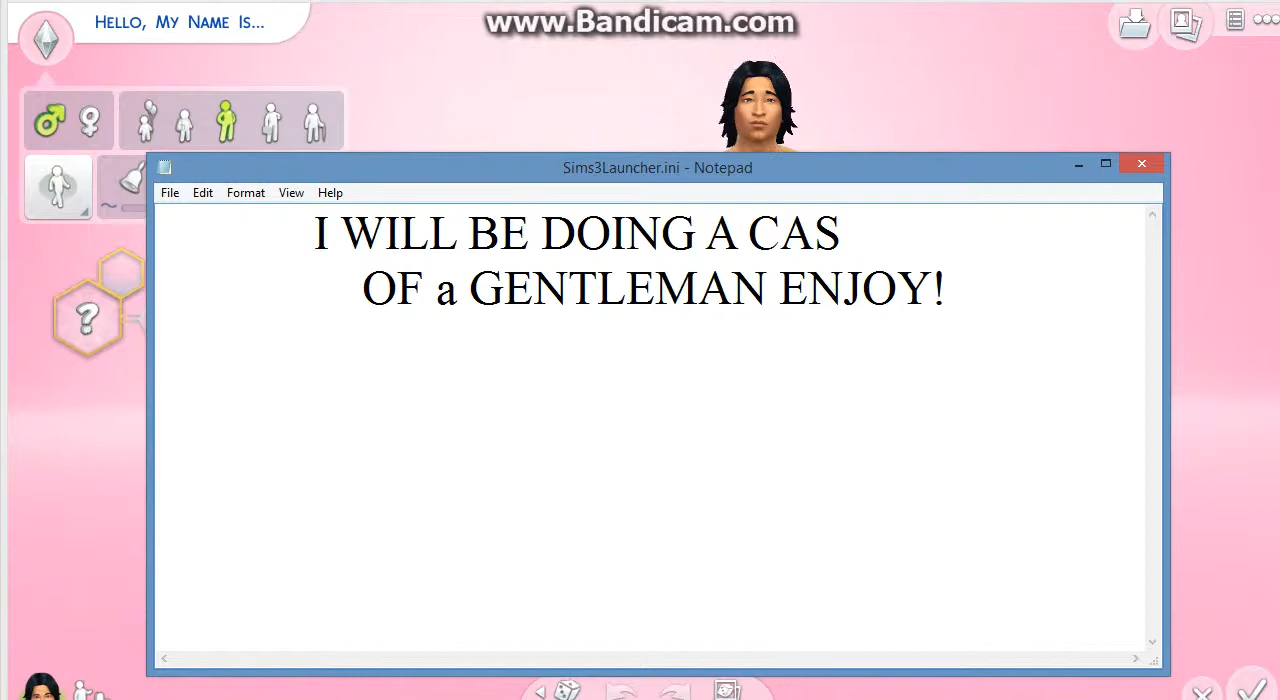 HELLO, MY NAME IS...
www.Bandicam.com
Sims3Launcher.ini - Notepad
File Edit Format View Help
I WILL BE DOING A CAS
OF a GENTLEMAN ENJOY!
?